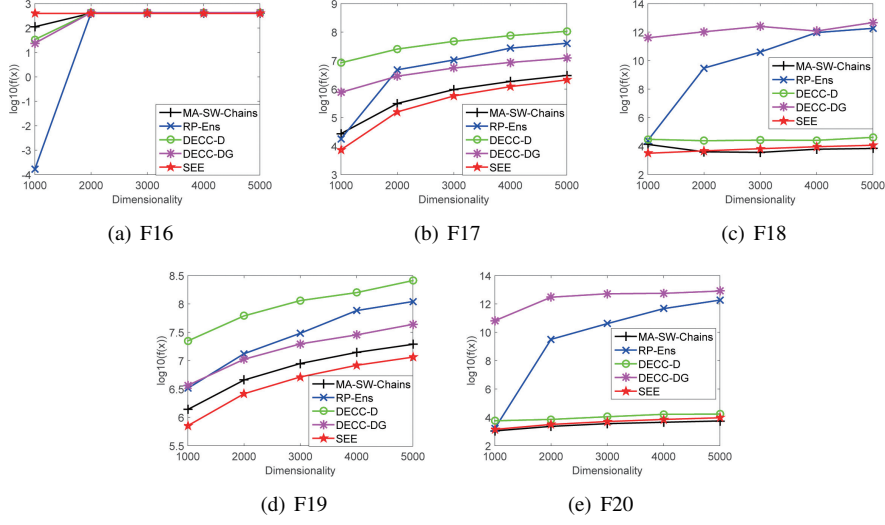 3
2
1
0
-1
-2
-3
-4
log10(f(x))
1000 2000 3000 4000 5000
Dimensionality
MA-SW-Chains
RP-Ens
DECC-D
DECC-DG
SEE
(a) F16
9
8
7
6
5
4
3
log10(f(x))
1000 2000 3000 4000 5000
Dimensionality
MA-SW-Chains
RP-Ens
DECC-D
DECC-DG
SEE
(b) F17
14
12
10
8
6
4
2
log10(f(x))
1000 2000 3000 4000 5000
Dimensionality
MA-SW-Chains
RP-Ens
DECC-D
DECC-DG
SEE
(c) F18
8.5
8
7.5
7
6.5
6
5.5
log10(f(x))
1000 2000 3000 4000 5000
Dimensionality
MA-SW-Chains
RP-Ens
DECC-D
DECC-DG
SEE
(d) F19
14
12
10
8
6
4
2
log10(f(x))
1000 2000 3000 4000 5000
Dimensionality
MA-SW-Chains
RP-Ens
DECC-D
DECC-DG
SEE
(e) F20